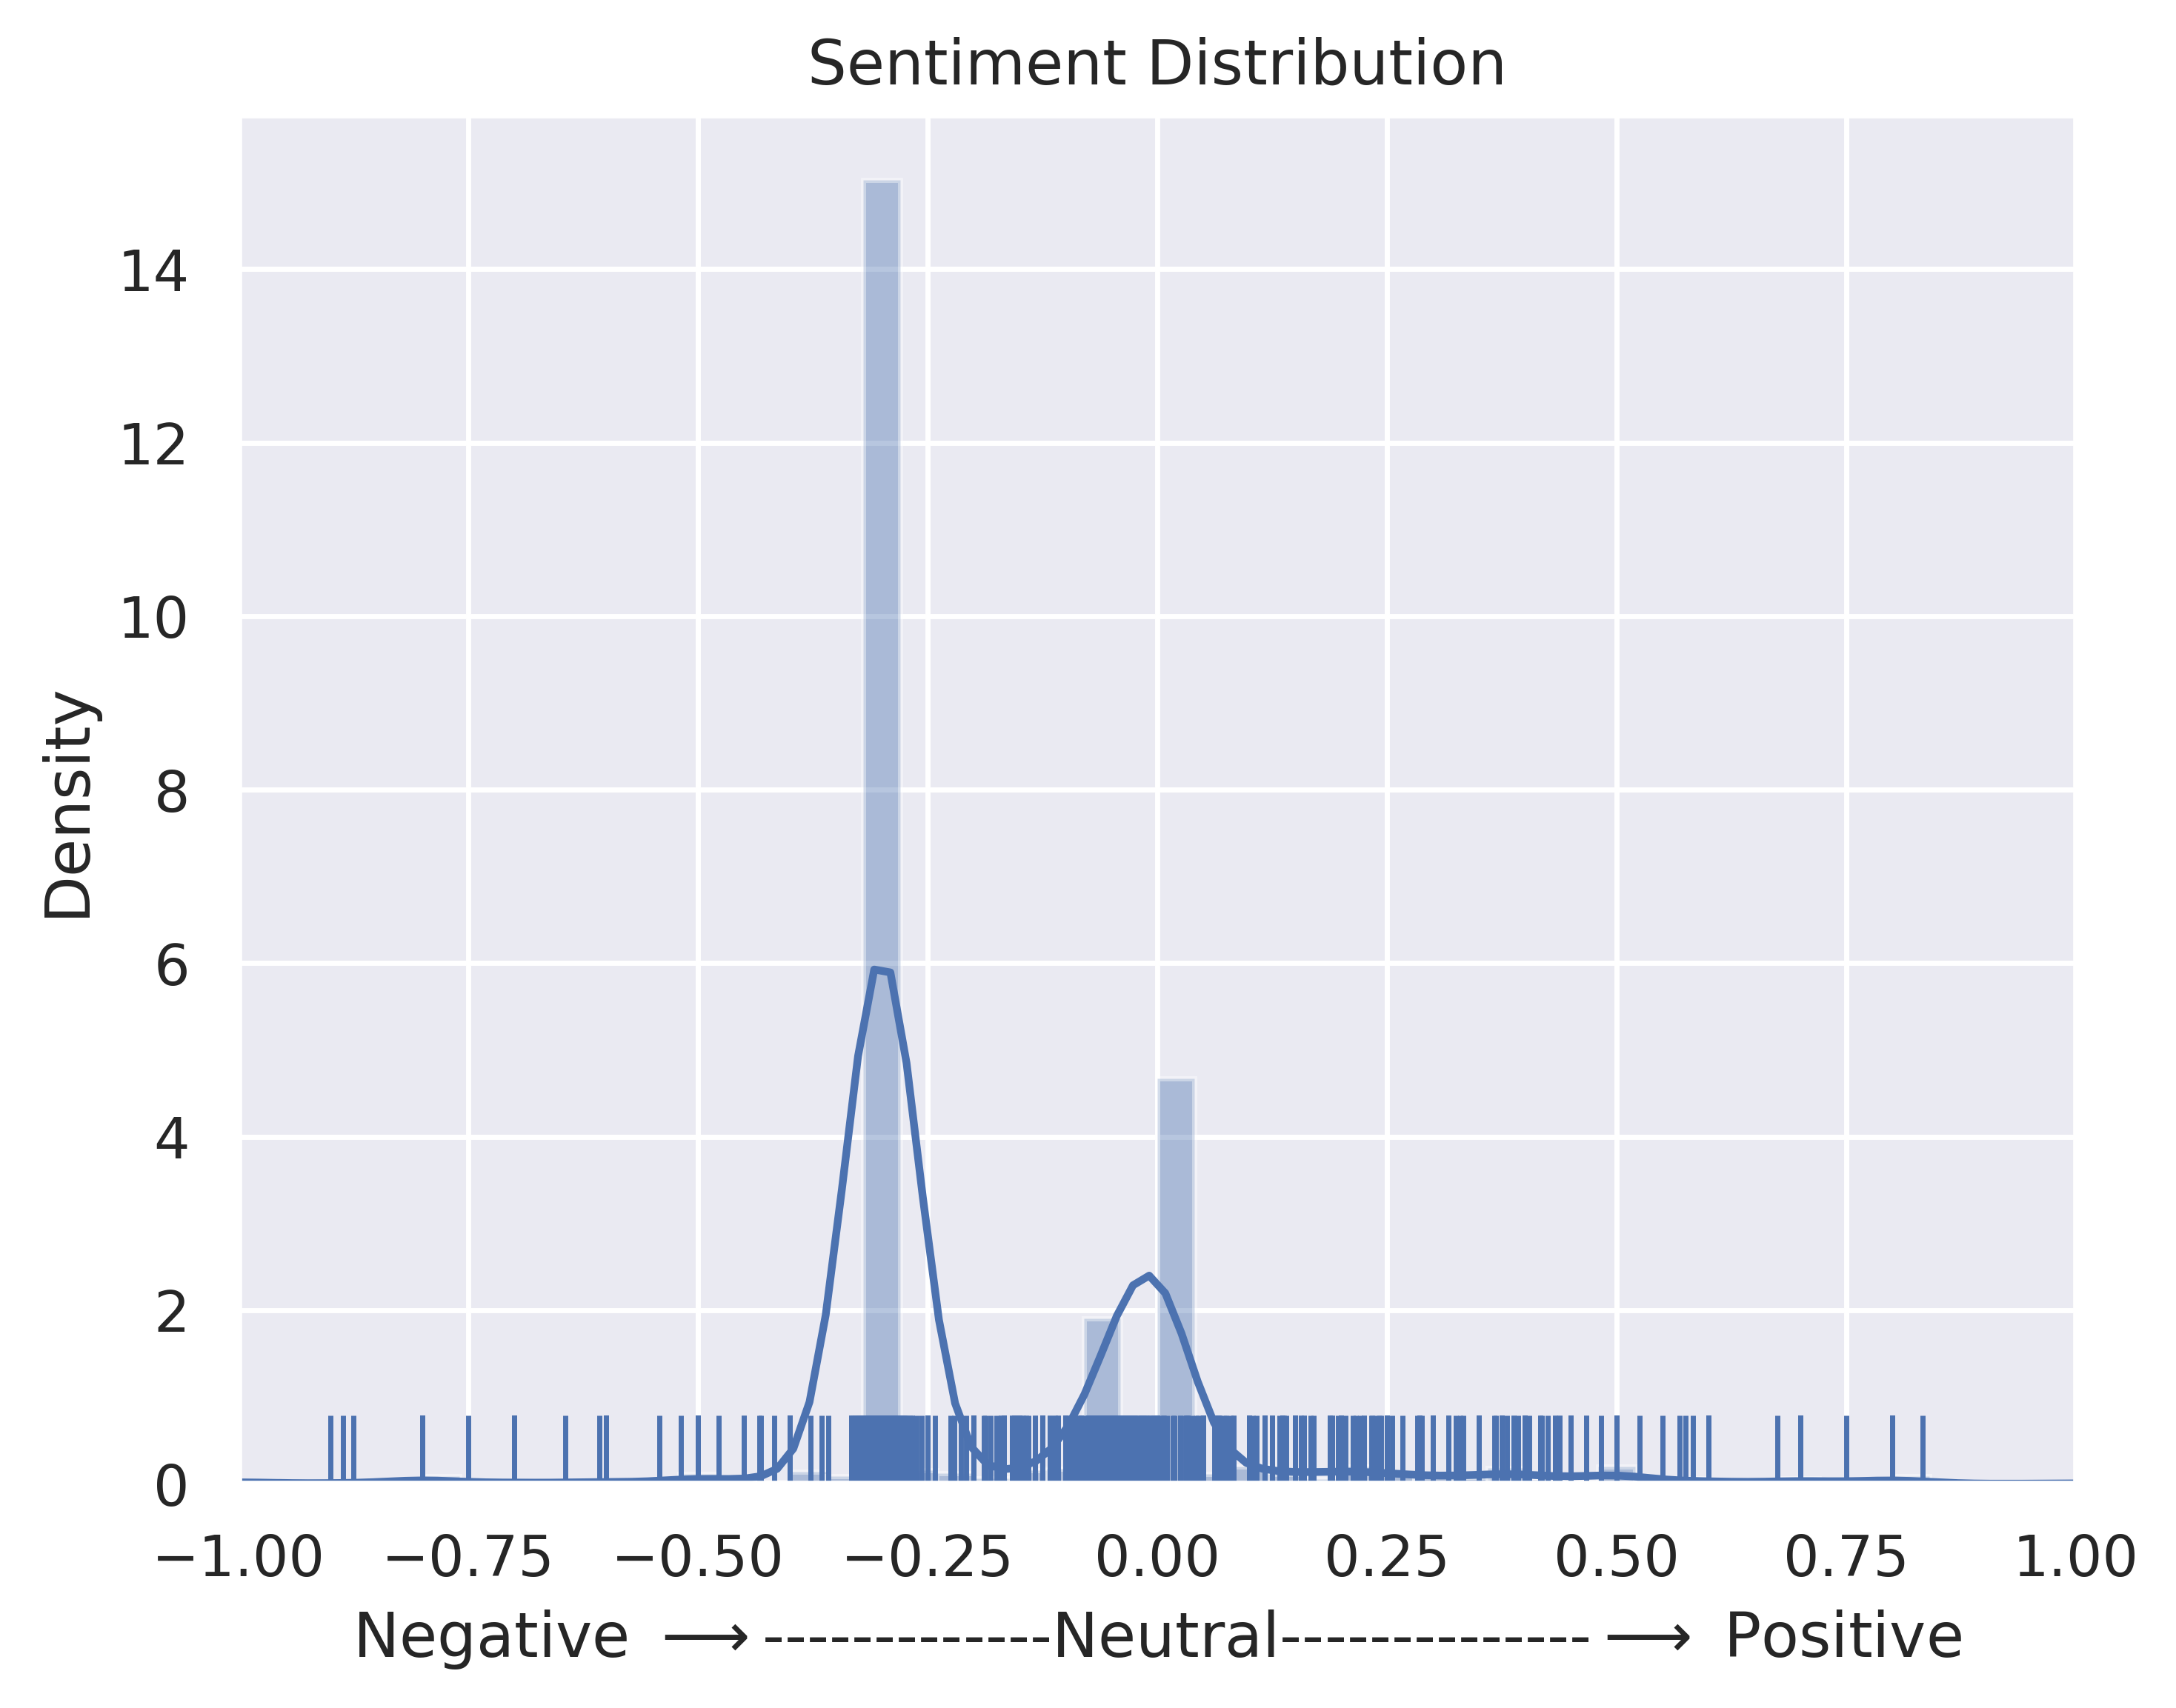 Sentiment Distribution
Density
14
12
10
8
6
4
2
0
−1.00 −0.75 −0.50 −0.25 0.00 0.25 0.50 0.75 1.00
Negative ⟶--------------Neutral--------------- ⟶ Positive